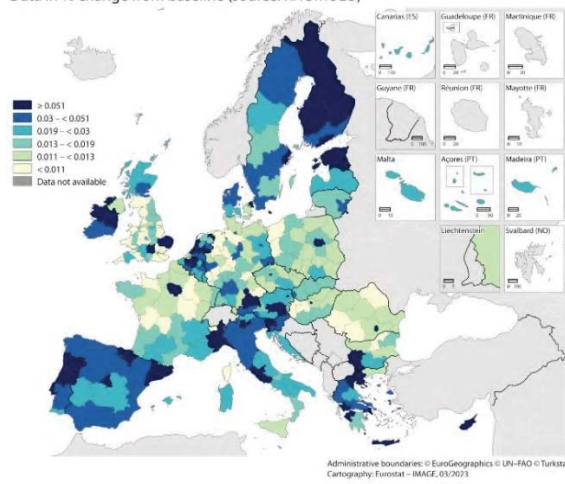 Canarias (ES)
Guadeloupe (FR)
Martinique (FR)
≥ 0.051
0.03 – < 0.051
0.019 – < 0.03
0.013 – < 0.019
0.011 – < 0.013
< 0.011
Data not available
Guyane (FR)
Réunion (FR)
Mayotte (FR)
Malta
Açores (PT)
Madeira (PT)
Liechtenstein
Svalbard (NO)
Administrative boundaries: © EuroGeographics © UN–FAO © Turksta
Cartography: Eurostat – IMAGE, 03/2023